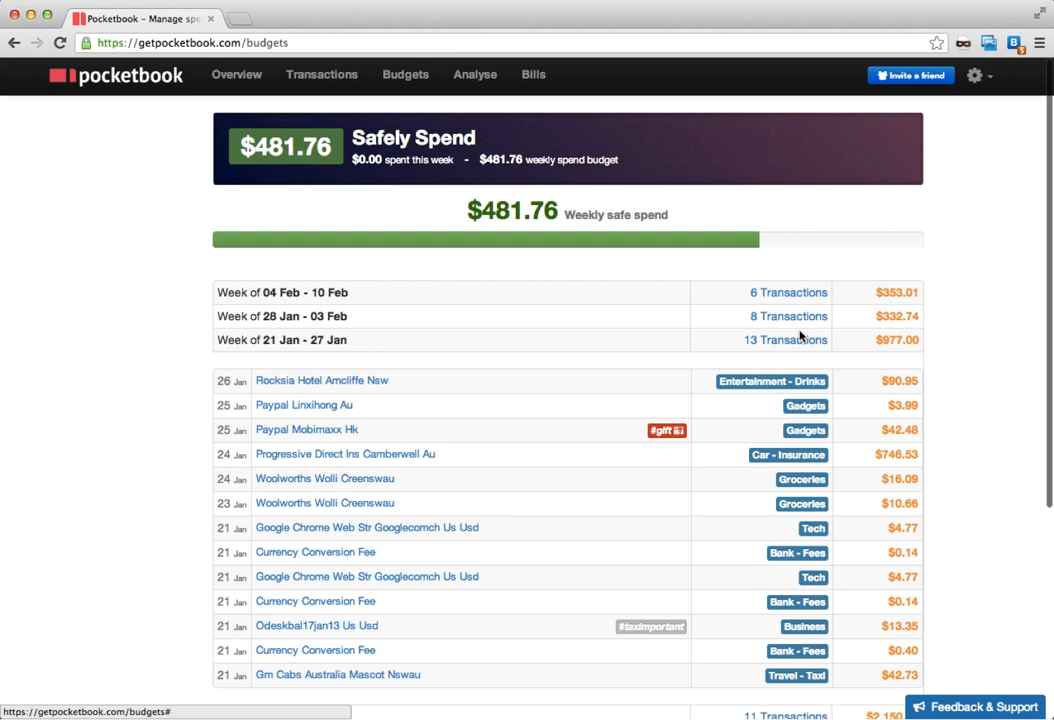 Pocketbook – Manage spe
https://getpocketbook.com/budgets
pocketbook Overview Transactions Budgets Analyse Bills Invite a friend
$481.76 Safely Spend
$0.00 spent this week - $481.76 weekly spend budget
$481.76 Weekly safe spend
Week of 04 Feb - 10 Feb 6 Transactions $353.01
Week of 28 Jan - 03 Feb 8 Transactions $332.74
Week of 21 Jan - 27 Jan 13 Transactions $977.00
26 Jan Rocksia Hotel Arncliffe Nsw Entertainment - Drinks $90.95
25 Jan Paypal Linxihong Au Gadgets $3.99
25 Jan Paypal Mobimaxx Hk #gift Gadgets $42.48
24 Jan Progressive Direct Ins Camberwell Au Car - Insurance $746.53
24 Jan Woolworths Wolli Creenswau Groceries $16.09
23 Jan Woolworths Wolli Creenswau Groceries $10.66
21 Jan Google Chrome Web Str Googlecomch Us Usd Tech $4.77
21 Jan Currency Conversion Fee Bank - Fees $0.14
21 Jan Google Chrome Web Str Googlecomch Us Usd Tech $4.77
21 Jan Currency Conversion Fee Bank - Fees $0.14
21 Jan Odeskbal17jan13 Us Usd #taximportant Business $13.35
21 Jan Currency Conversion Fee Bank - Fees $0.40
21 Jan Gm Cabs Australia Mascot Nswau Travel - Taxi $42.73
11 Transactions $2,150
https://getpocketbook.com/budgets#
Feedback & Support